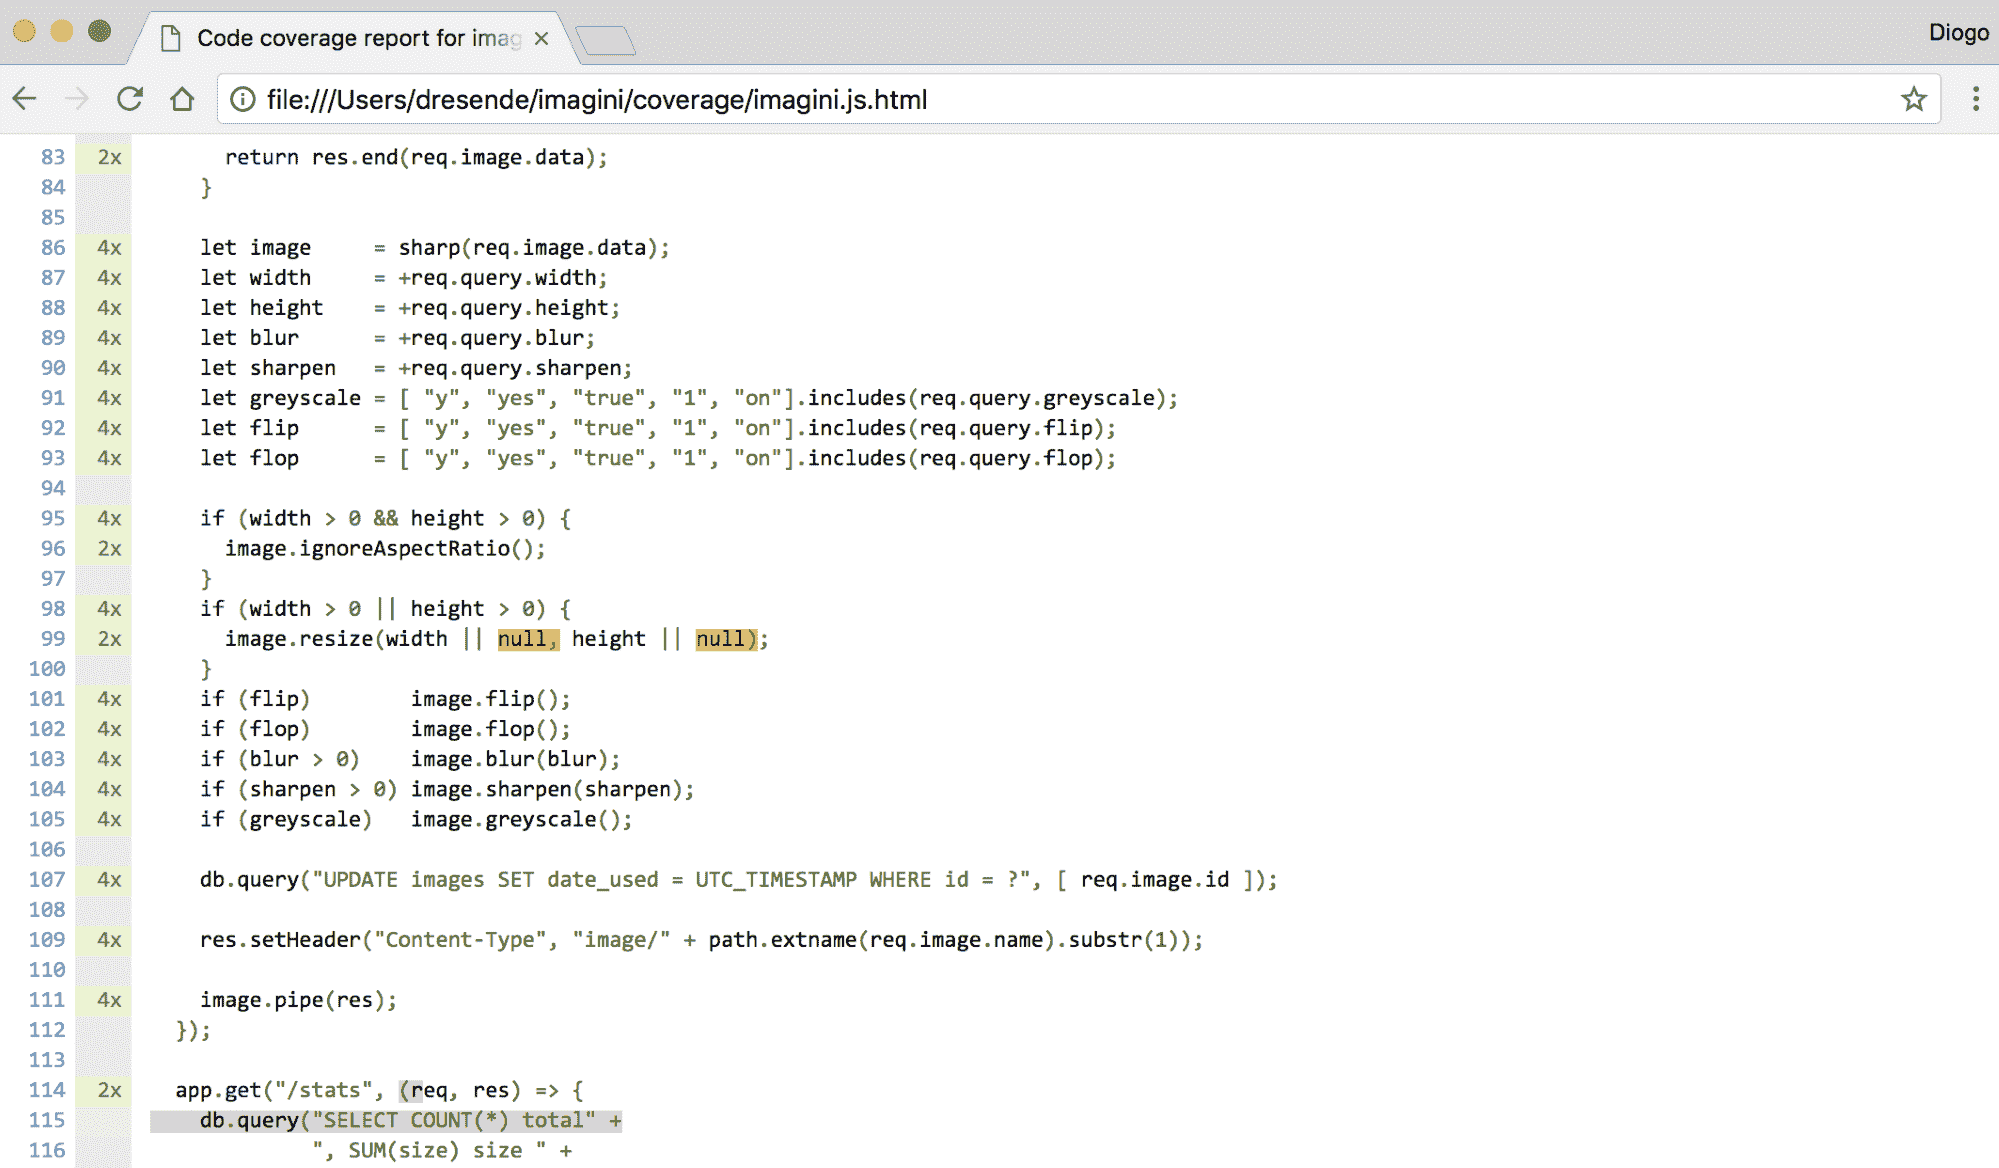 Code coverage report for imag
Diogo
file:///Users/dresende/imagini/coverage/imagini.js.html
83 2x return res.end(req.image.data);
84 }
85
86 4x let image = sharp(req.image.data);
87 4x let width = +req.query.width;
88 4x let height = +req.query.height;
89 4x let blur = +req.query.blur;
90 4x let sharpen = +req.query.sharpen;
91 4x let greyscale = [ "y", "yes", "true", "1", "on"].includes(req.query.greyscale);
92 4x let flip = [ "y", "yes", "true", "1", "on"].includes(req.query.flip);
93 4x let flop = [ "y", "yes", "true", "1", "on"].includes(req.query.flop);
94
95 4x if (width > 0 && height > 0) {
96 2x image.ignoreAspectRatio();
97 }
98 4x if (width > 0 || height > 0) {
99 2x image.resize(width || null, height || null);
100 }
101 4x if (flip) image.flip();
102 4x if (flop) image.flop();
103 4x if (blur > 0) image.blur(blur);
104 4x if (sharpen > 0) image.sharpen(sharpen);
105 4x if (greyscale) image.greyscale();
106
107 4x db.query("UPDATE images SET date_used = UTC_TIMESTAMP WHERE id = ?", [ req.image.id ]);
108
109 4x res.setHeader("Content-Type", "image/" + path.extname(req.image.name).substr(1));
110
111 4x image.pipe(res);
112 });
113
114 2x app.get("/stats", (req, res) => {
115 db.query("SELECT COUNT(*) total" +
116 ", SUM(size) size " +